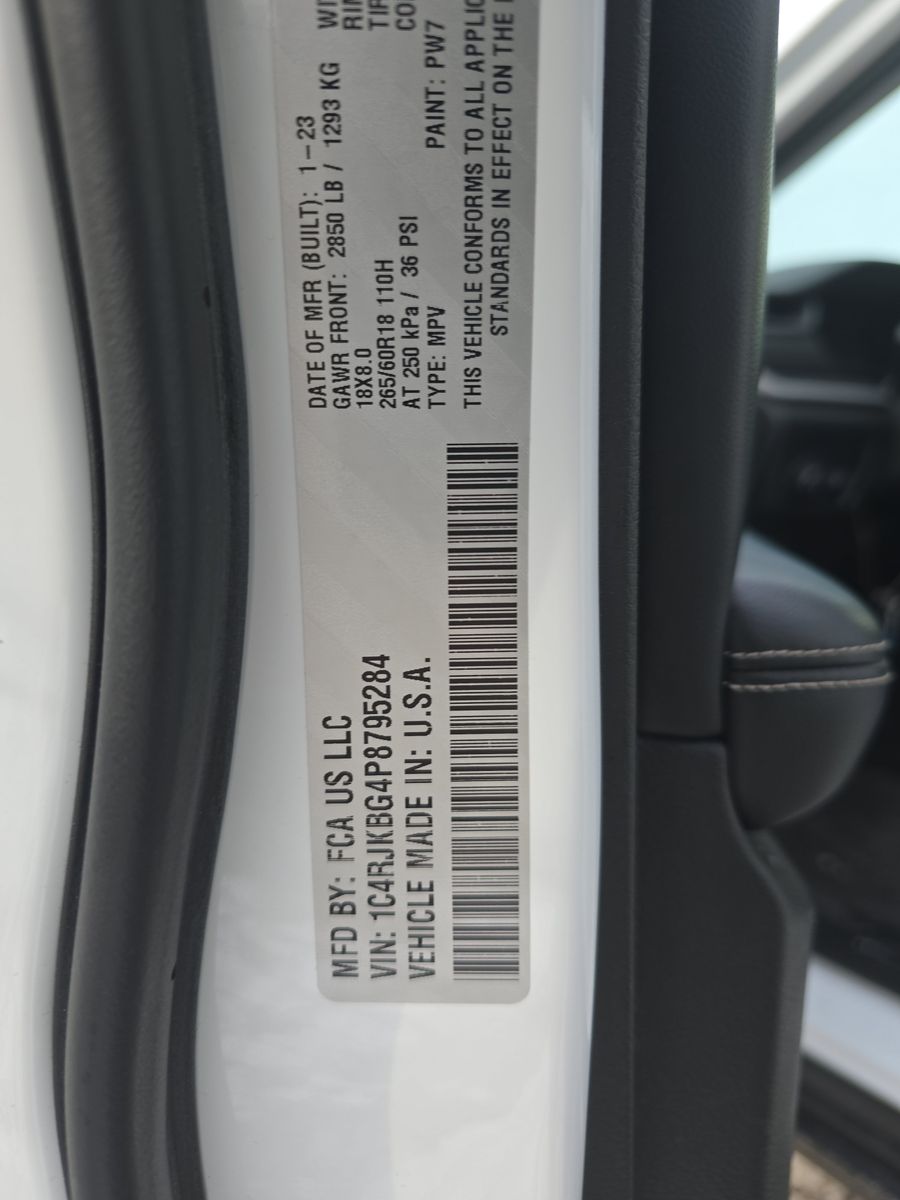 MFD BY: FCA US LLC
VIN: 1C4RJKBG4P8795284
VEHICLE MADE IN: U.S.A.
DATE OF MFR (BUILT): 1-23
GAWR FRONT: 2850 LB / 1293 KG
18X8.0
265/60R18 110H
AT 250 kPa / 36 PSI
TYPE: MPV PAINT: PW7
THIS VEHICLE CONFORMS TO ALL
STANDARDS IN EFFECT ON THE